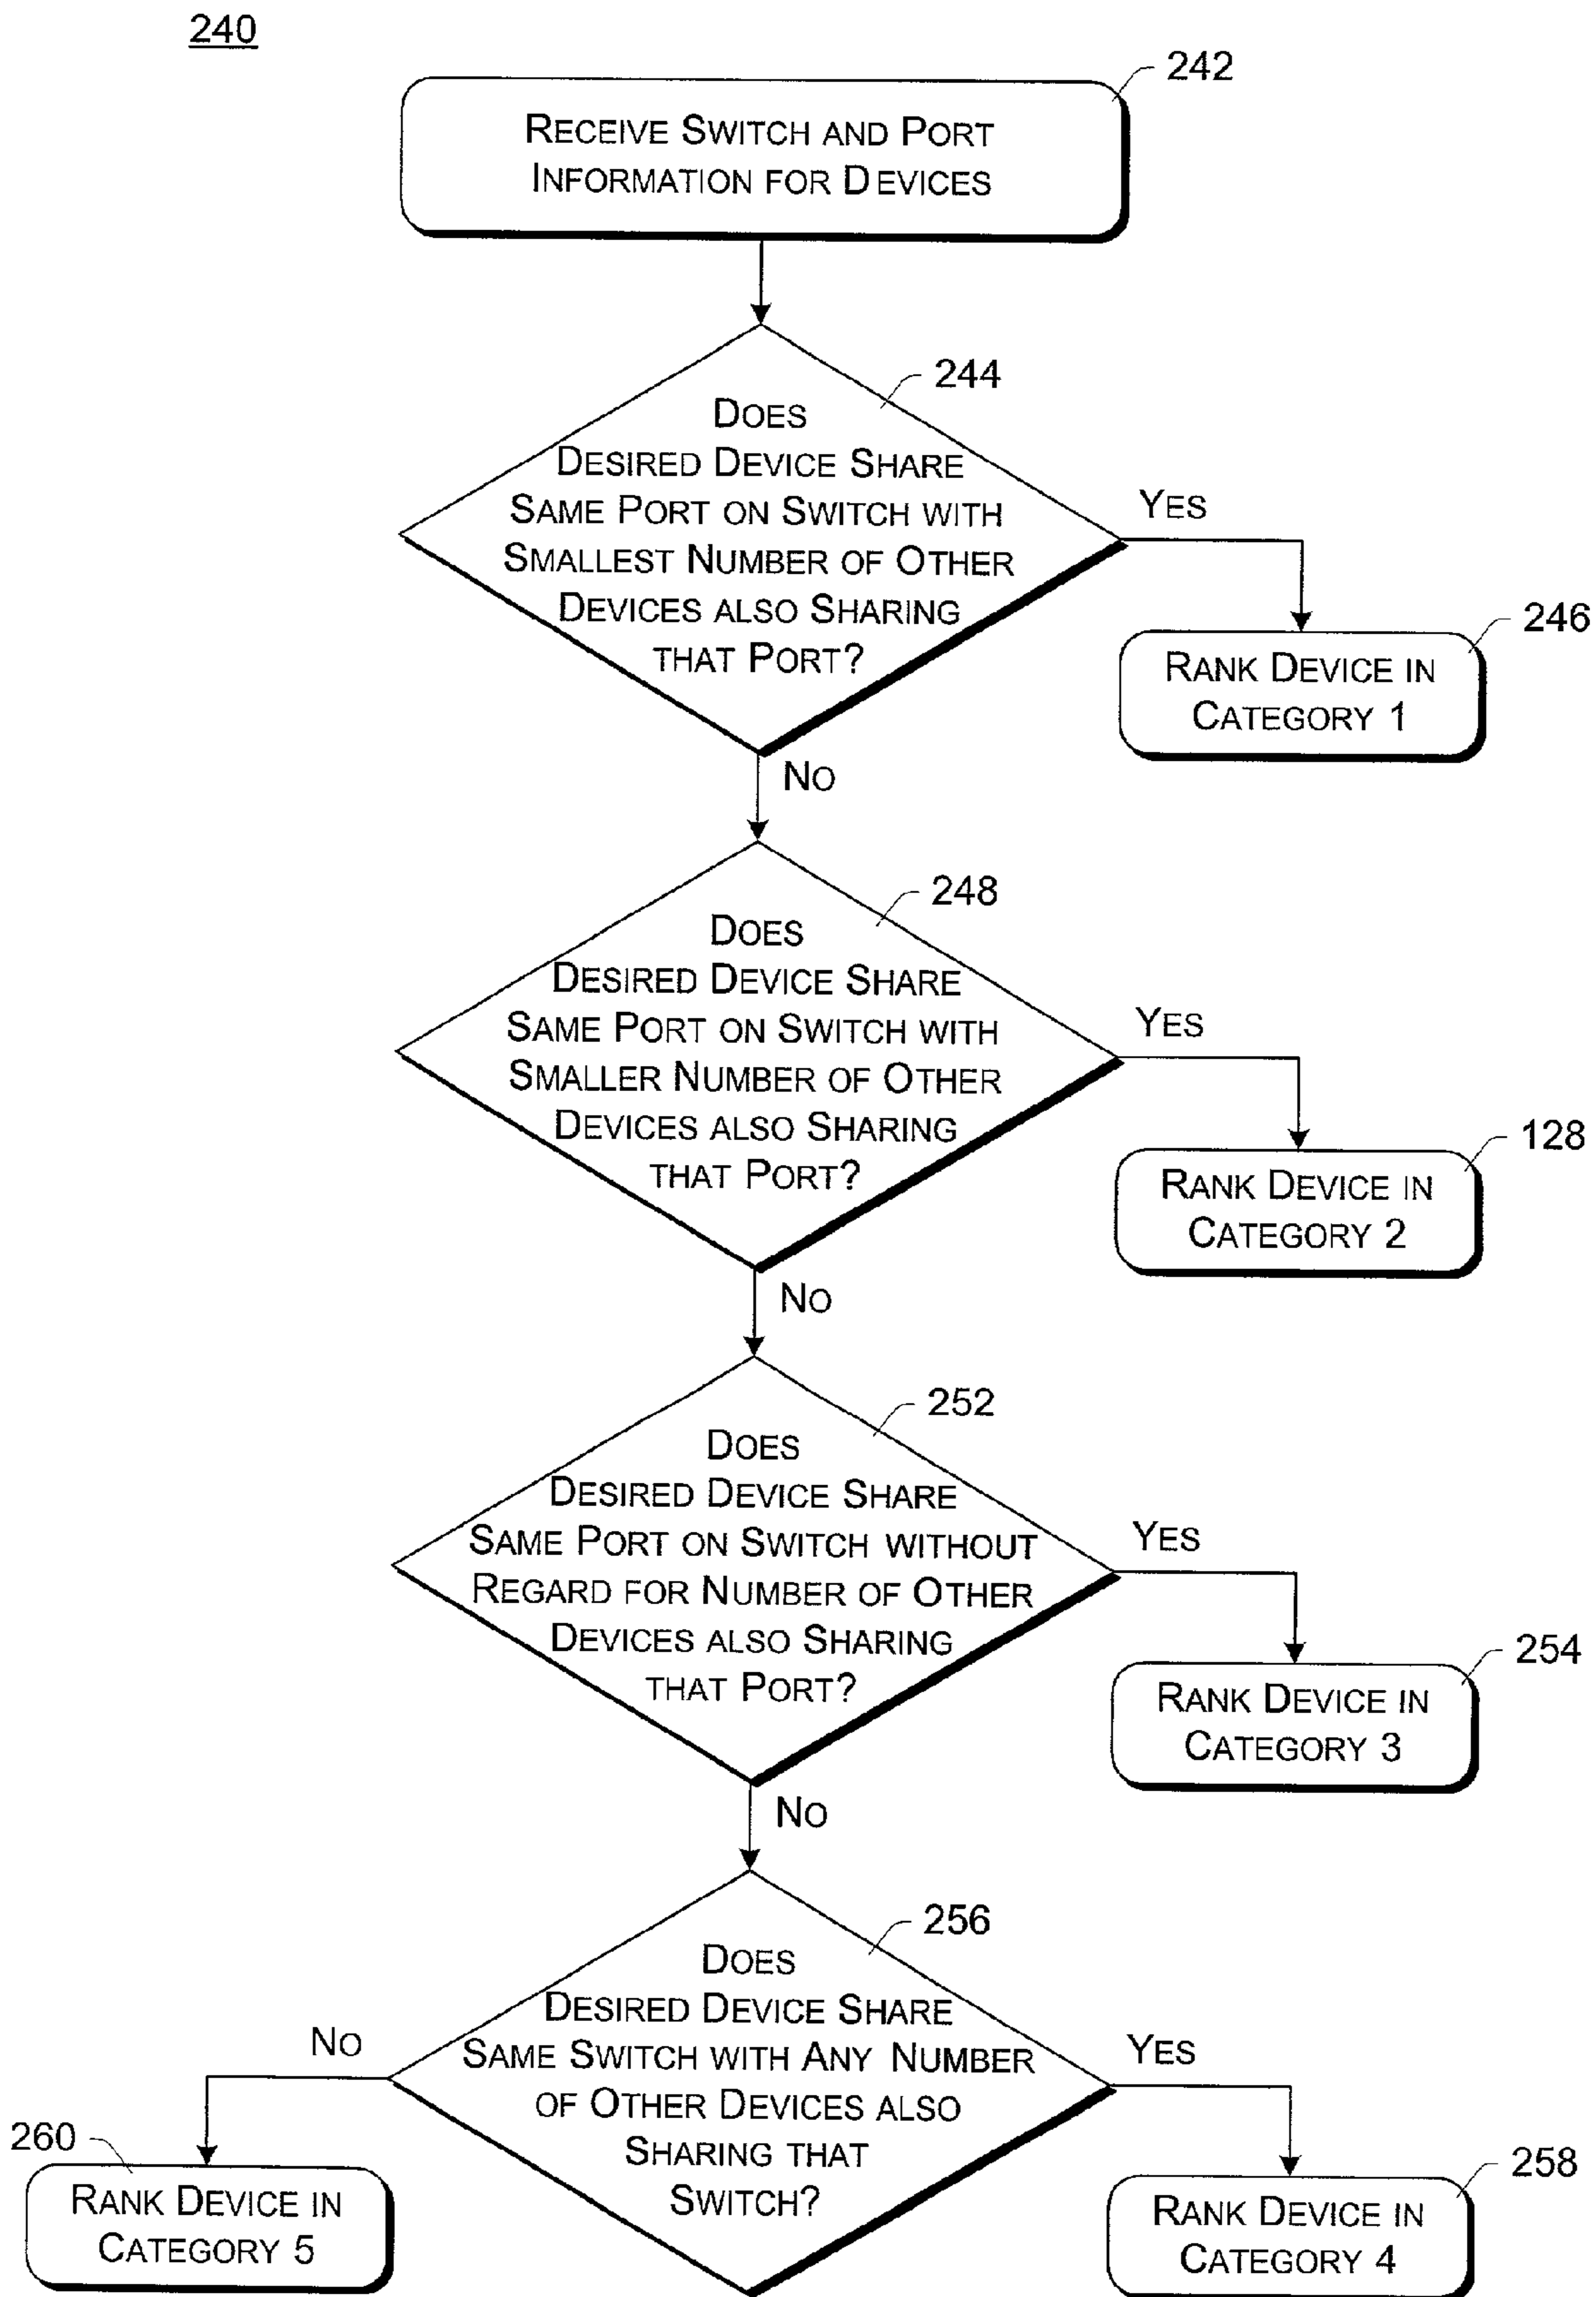 240
242
RECEIVE SWITCH AND PORT
INFORMATION FOR DEVICES
244
DOES
DESIRED DEVICE SHARE
SAME PORT ON SWITCH WITH
SMALLEST NUMBER OF OTHER
DEVICES ALSO SHARING
THAT PORT?
YES
246
RANK DEVICE IN
CATEGORY 1
NO
248
DOES
DESIRED DEVICE SHARE
SAME PORT ON SWITCH WITH
SMALLER NUMBER OF OTHER
DEVICES ALSO SHARING
THAT PORT?
YES
128
RANK DEVICE IN
CATEGORY 2
NO
252
DOES
DESIRED DEVICE SHARE
SAME PORT ON SWITCH WITHOUT
REGARD FOR NUMBER OF OTHER
DEVICES ALSO SHARING
THAT PORT?
YES
254
RANK DEVICE IN
CATEGORY 3
NO
256
DOES
DESIRED DEVICE SHARE
SAME SWITCH WITH ANY NUMBER
OF OTHER DEVICES ALSO
SHARING THAT
SWITCH?
NO
YES
260
RANK DEVICE IN
CATEGORY 5
258
RANK DEVICE IN
CATEGORY 4